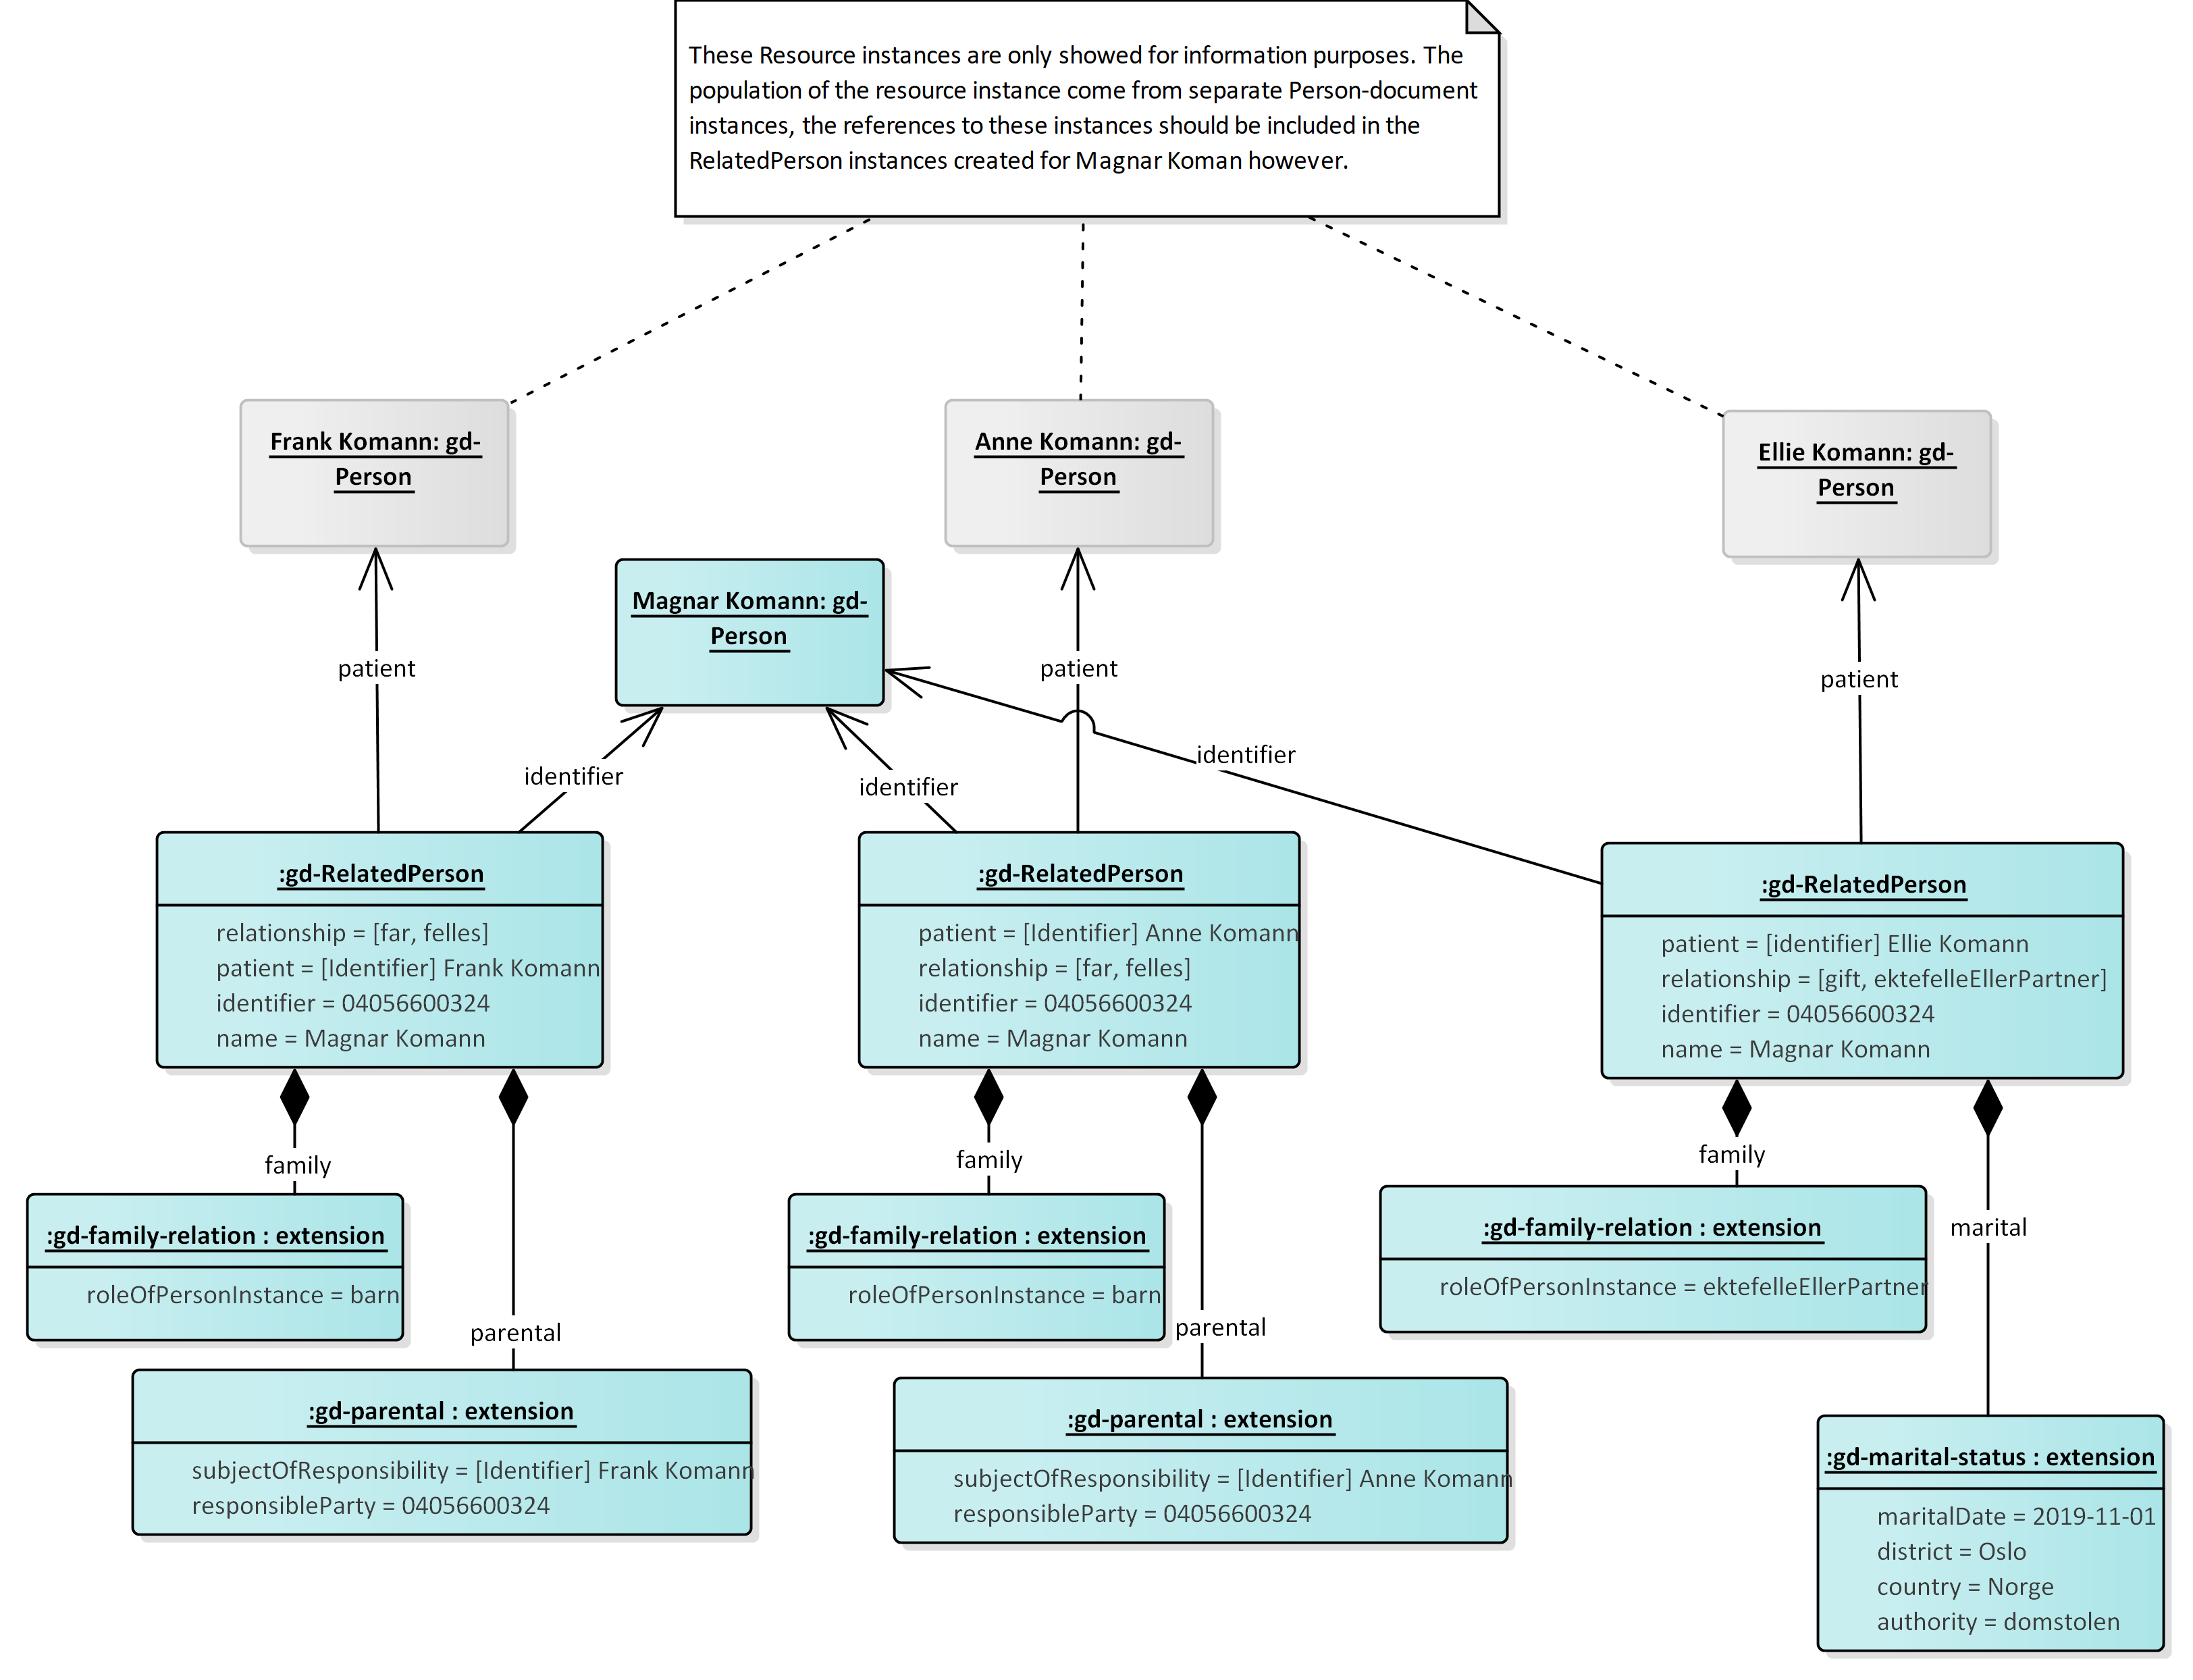 These Resource instances are only showed for information purposes. The
population of the resource instance come from separate Person-document
instances, the references to these instances should be included in the
RelatedPerson instances created for Magnar Koman however.
Frank Komann: gd-
Person
Anne Komann: gd-
Person
Ellie Komann: gd-
Person
Magnar Komann: gd-
Person
patient
patient
patient
identifier
identifier
identifier
:gd-RelatedPerson
relationship = [far, felles]
patient = [Identifier] Frank Komann
identifier = 04056600324
name = Magnar Komann
:gd-RelatedPerson
patient = [Identifier] Anne Komann
relationship = [far, felles]
identifier = 04056600324
name = Magnar Komann
:gd-RelatedPerson
patient = [identifier] Ellie Komann
relationship = [gift, ektefelleEllerPartner]
identifier = 04056600324
name = Magnar Komann
family
family
family
:gd-family-relation : extension
roleOfPersonInstance = barn
:gd-family-relation : extension
roleOfPersonInstance = barn
:gd-family-relation : extension
roleOfPersonInstance = ektefelleEllerPartner
parental
parental
marital
:gd-parental : extension
subjectOfResponsibility = [Identifier] Frank Komann
responsibleParty = 04056600324
:gd-parental : extension
subjectOfResponsibility = [Identifier] Anne Komann
responsibleParty = 04056600324
:gd-marital-status : extension
maritalDate = 2019-11-01
district = Oslo
country = Norge
authority = domstolen